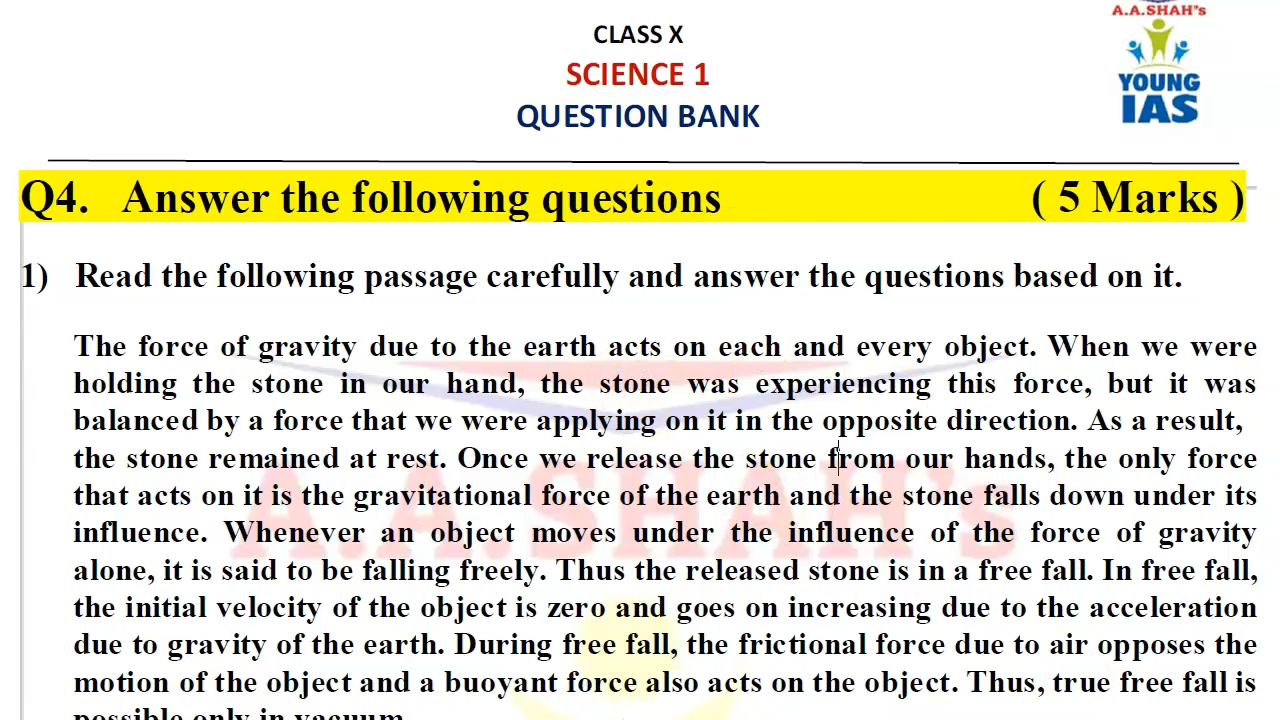 A.A.SHAH's
YOUNG
IAS
CLASS X
SCIENCE 1
QUESTION BANK
Q4. Answer the following questions ( 5 Marks )
1) Read the following passage carefully and answer the questions based on it.
The force of gravity due to the earth acts on each and every object. When we were
holding the stone in our hand, the stone was experiencing this force, but it was
balanced by a force that we were applying on it in the opposite direction. As a result,
the stone remained at rest. Once we release the stone from our hands, the only force
that acts on it is the gravitational force of the earth and the stone falls down under its
influence. Whenever an object moves under the influence of the force of gravity
alone, it is said to be falling freely. Thus the released stone is in a free fall. In free fall,
the initial velocity of the object is zero and goes on increasing due to the acceleration
due to gravity of the earth. During free fall, the frictional force due to air opposes the
motion of the object and a buoyant force also acts on the object. Thus, true free fall is
possible only in vacuum.
A.A.SHAH's